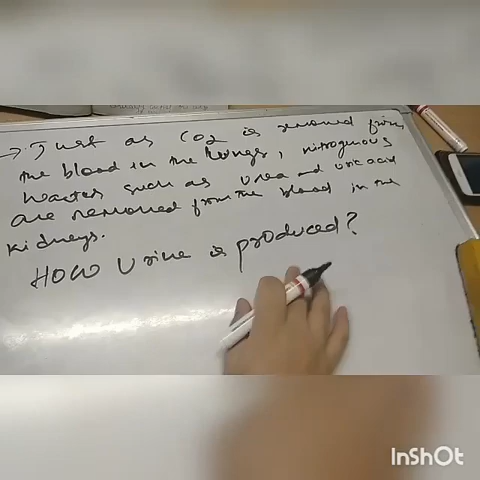 → Just as CO2 is removed from
the blood in the lungs, nitrogenous
wastes such as urea and uric acid
are removed from the blood in the
kidneys.
How Urine is produced?
InShOt